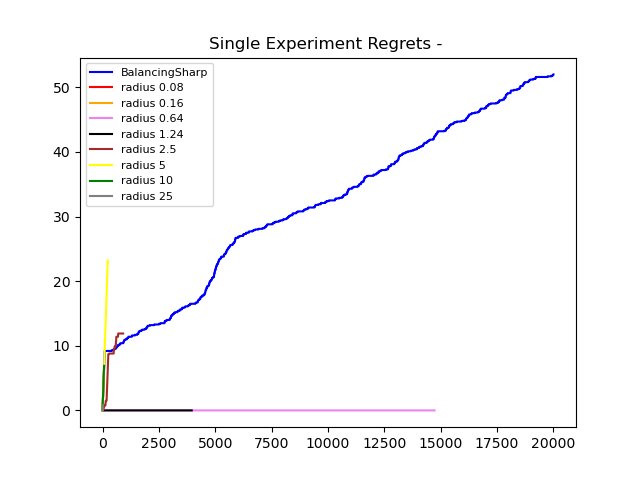 Single Experiment Regrets -
BalancingSharp
radius 0.08
radius 0.16
radius 0.64
radius 1.24
radius 2.5
radius 5
radius 10
radius 25
50
40
30
20
10
0
0 2500 5000 7500 10000 12500 15000 17500 20000